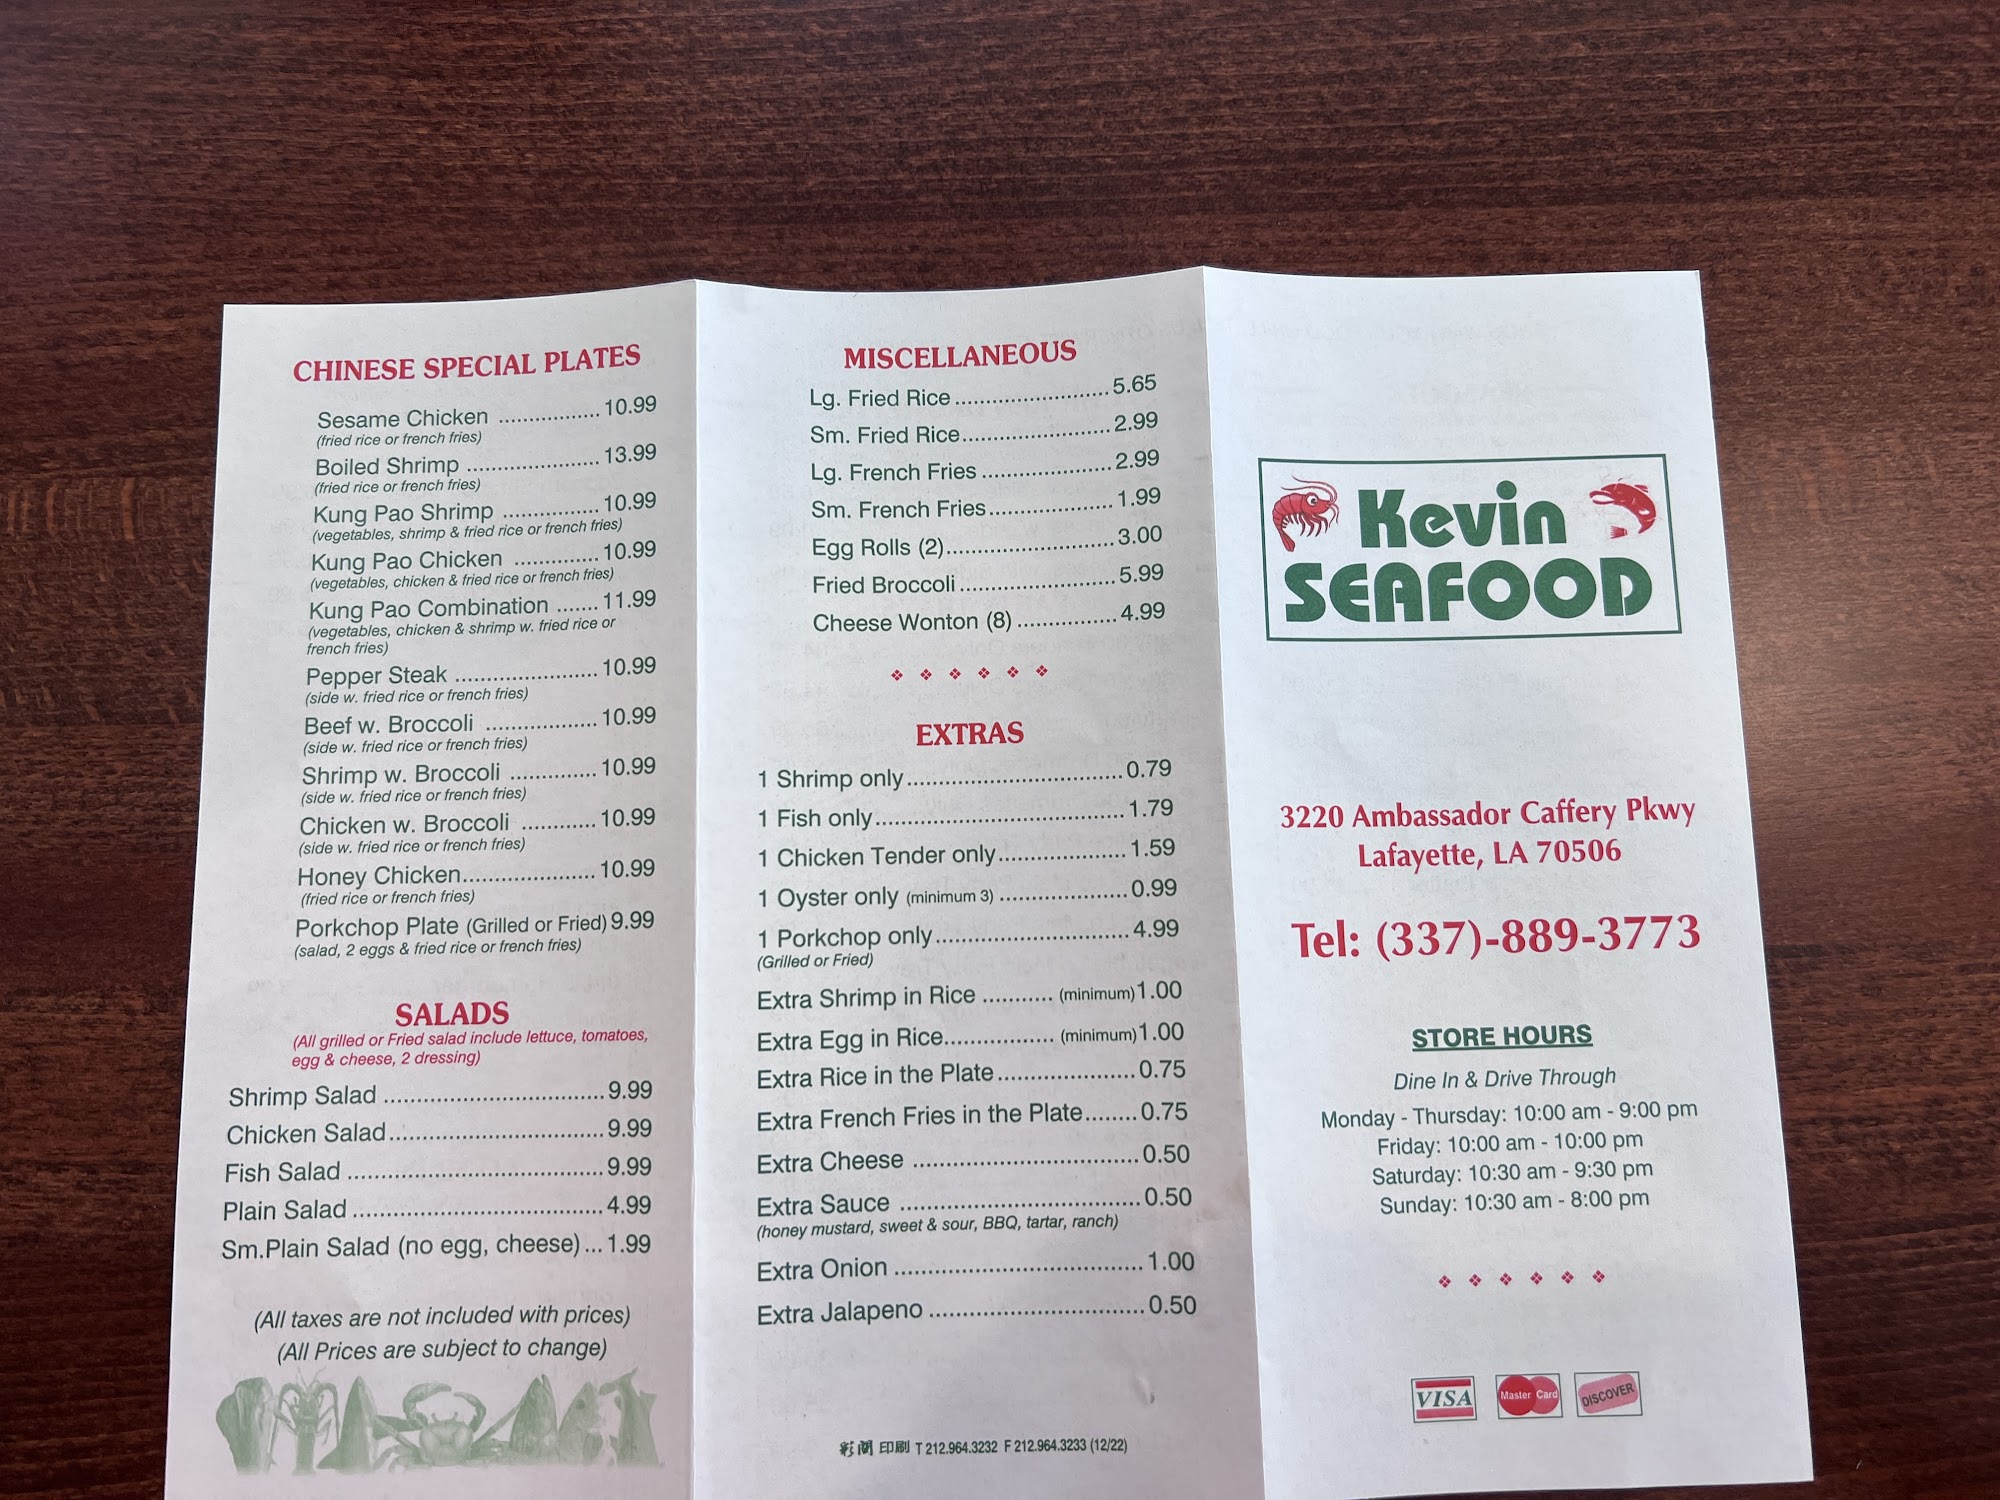 CHINESE SPECIAL PLATES
Sesame Chicken ................. 10.99
(fried rice or french fries)
Boiled Shrimp ...................... 13.99
(fried rice or french fries)
Kung Pao Shrimp ................ 10.99
(vegetables, shrimp & fried rice or french fries)
Kung Pao Chicken .............. 10.99
(vegetables, chicken & fried rice or french fries)
Kung Pao Combination ....... 11.99
(vegetables, chicken & shrimp w. fried rice or
french fries)
Pepper Steak ........................ 10.99
(side w. fried rice or french fries)
Beef w. Broccoli ................... 10.99
(side w. fried rice or french fries)
Shrimp w. Broccoli .............. 10.99
(side w. fried rice or french fries)
Chicken w. Broccoli ............ 10.99
(side w. fried rice or french fries)
Honey Chicken...................... 10.99
(fried rice or french fries)
Porkchop Plate (Grilled or Fried) 9.99
(salad, 2 eggs & fried rice or french fries)
SALADS
(All grilled or Fried salad include lettuce, tomatoes,
egg & cheese, 2 dressing)
Shrimp Salad ................................... 9.99
Chicken Salad.................................. 9.99
Fish Salad ........................................ 9.99
Plain Salad ....................................... 4.99
Sm.Plain Salad (no egg, cheese) ... 1.99
(All taxes are not included with prices)
(All Prices are subject to change)
MISCELLANEOUS
Lg. Fried Rice ......................... 5.65
Sm. Fried Rice......................... 2.99
Lg. French Fries ..................... 2.99
Sm. French Fries.................... 1.99
Egg Rolls (2)........................... 3.00
Fried Broccoli ......................... 5.99
Cheese Wonton (8) ................ 4.99
EXTRAS
1 Shrimp only ................................... 0.79
1 Fish only........................................ 1.79
1 Chicken Tender only..................... 1.59
1 Oyster only (minimum 3) ..................... 0.99
1 Porkchop only............................... 4.99
(Grilled or Fried)
Extra Shrimp in Rice ........... (minimum) 1.00
Extra Egg in Rice.................. (minimum) 1.00
Extra Rice in the Plate...................... 0.75
Extra French Fries in the Plate........ 0.75
Extra Cheese .................................... 0.50
Extra Sauce ...................................... 0.50
(honey mustard, sweet & sour, BBQ, tartar, ranch)
Extra Onion ........................................ 1.00
Extra Jalapeno ................................... 0.50
印刷 T 212.964.3232 F 212.964.3233 (12/22)
Kevin
SEAFOOD
3220 Ambassador Caffery Pkwy
Lafayette, LA 70506
Tel: (337)-889-3773
STORE HOURS
Dine In & Drive Through
Monday - Thursday: 10:00 am - 9:00 pm
Friday: 10:00 am - 10:00 pm
Saturday: 10:30 am - 9:30 pm
Sunday: 10:30 am - 8:00 pm
VISA Master Card DISCOVER